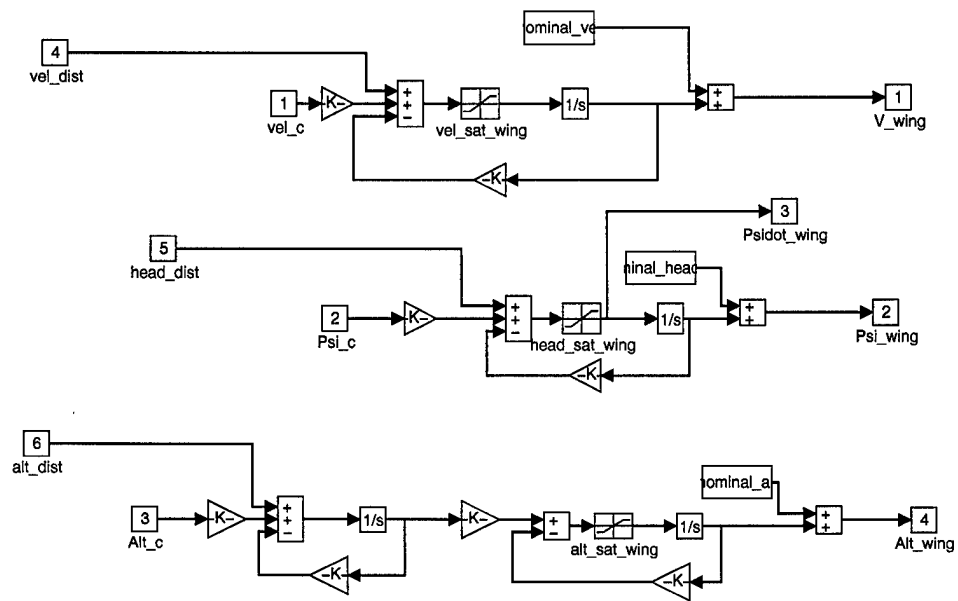 ominal_ve
4
vel_dist
1
K-
+
+
−
vel_sat_wing
1/s
+
+
1
V_wing
vel_c
-K
3
Psidot_wing
5
head_dist
ninal_head
2
K-
+
+
−
head_sat_wing
1/s
+
+
2
Psi_c
Psi_wing
-K
6
alt_dist
nominal_a
3
K-
+
+
−
1/s
K-
+
−
alt_sat_wing
1/s
+
+
4
Alt_c
Alt_wing
-K
-K